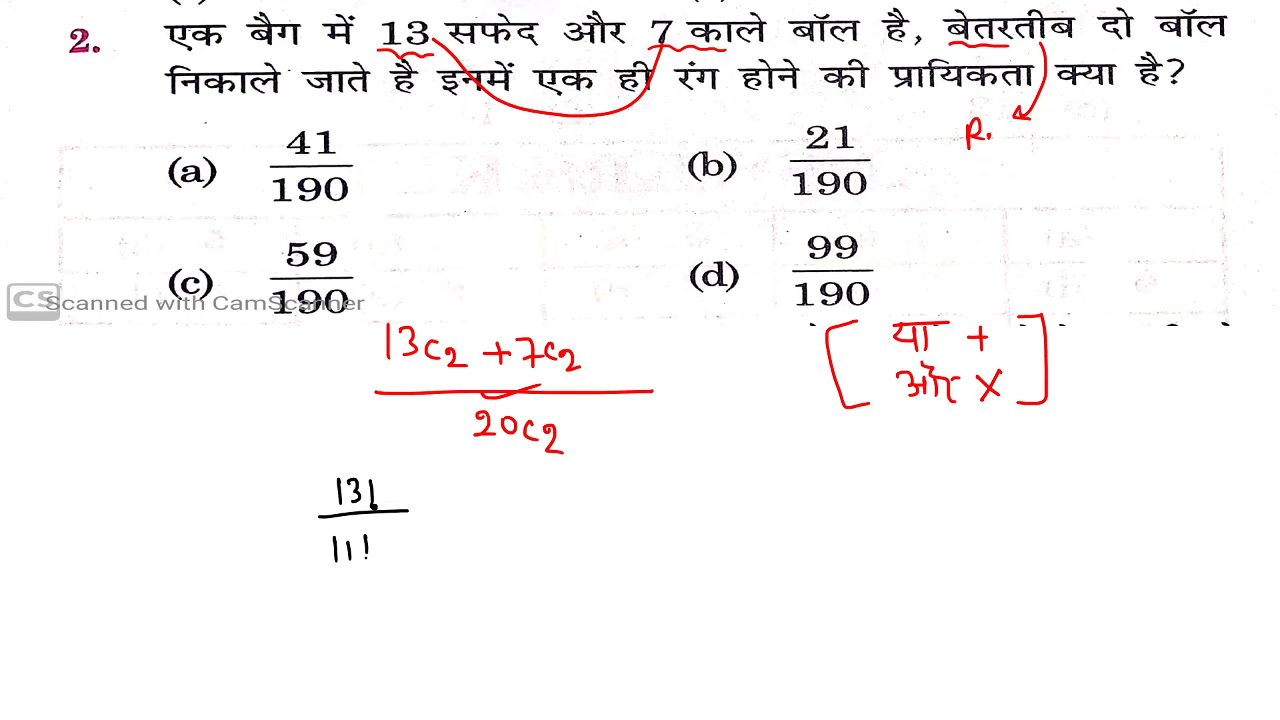 2. एक बैग में 13 सफेद और 7 काले बॉल है, बेतरतीब दो बॉल
निकाले जाते है इनमें एक ही रंग होने की प्रायिकता क्या है?
R.
(a) 41/190 (b) 21/190
(c) 59/190 (d) 99/190
CS Scanned with CamScanner
13c2 + 7c2
20c2
या +
और ×
13!
11!